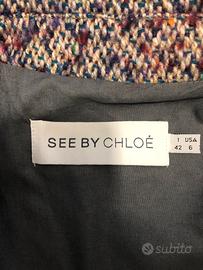 SEE BY CHLOÉ
I USA
42 6
subito